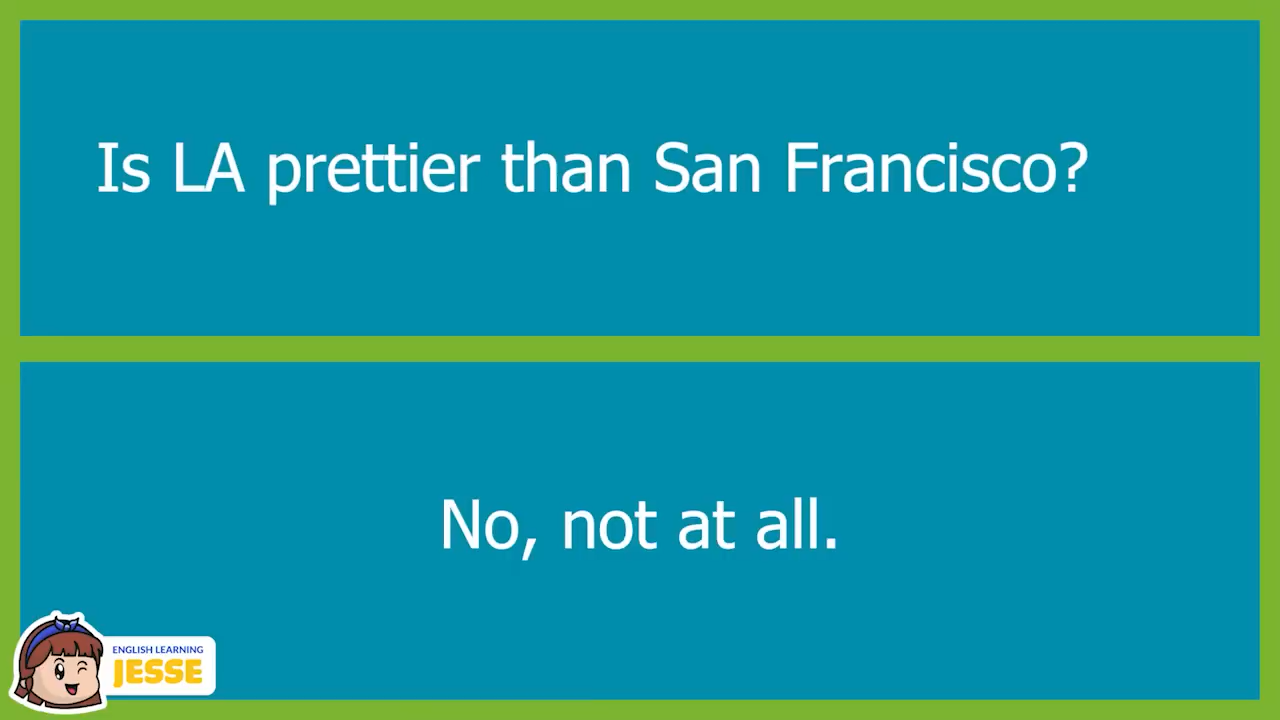 Is LA prettier than San Francisco?
No, not at all.
ENGLISH LEARNING
JESSE